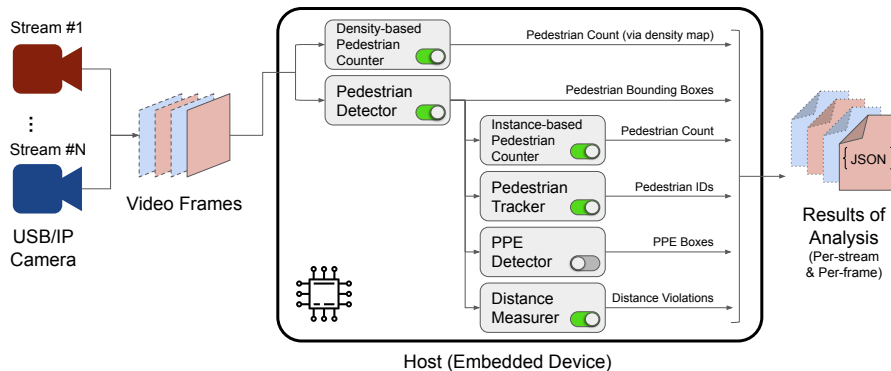 Stream #1
...
Stream #N
USB/IP
Camera
Video Frames
Density-based
Pedestrian
Counter
Pedestrian
Detector
Instance-based
Pedestrian
Counter
Pedestrian
Tracker
PPE
Detector
Distance
Measurer
Pedestrian Count (via density map)
Pedestrian Bounding Boxes
Pedestrian Count
Pedestrian IDs
PPE Boxes
Distance Violations
Host (Embedded Device)
{ JSON }
Results of
Analysis
(Per-stream
& Per-frame)